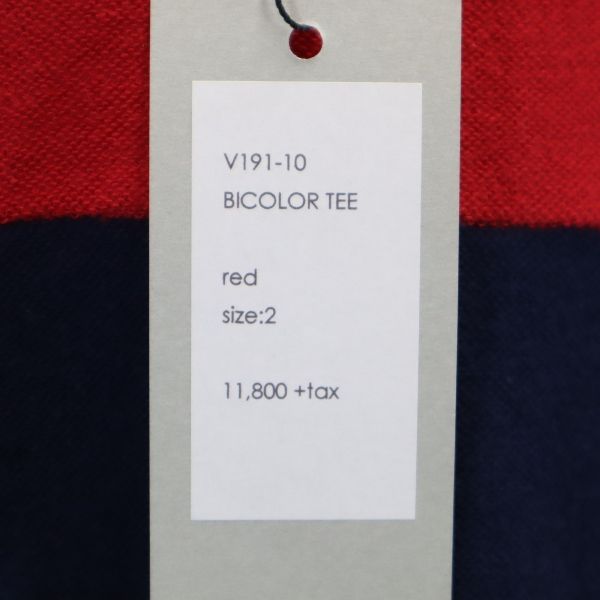 V191-10
BICOLOR TEE
red
size:2
11,800 +tax